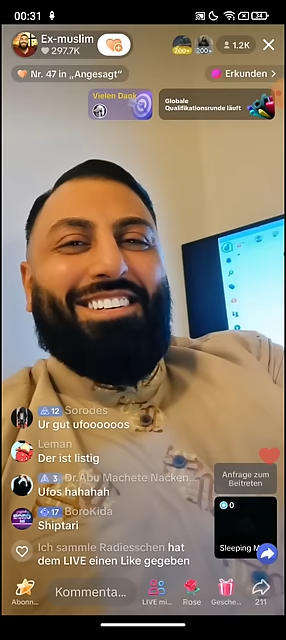 00:31
34
Ex-muslim
297.7K
200+
200+
1.2K
Nr. 47 in „Angesagt“
Erkunden >
Vielen Dank
Globale
Qualifikationsrunde läuft
12 Sorodes
Ur gut ufoooooos
Leman
Der ist listig
3 Dr.Abu Machete Nacken...
Ufos hahahah
17 BoroKida
Shiptari
Ich sammle Radiesschen hat
dem LIVE einen Like gegeben
Anfrage zum
Beitreten
0
Sleeping M
Abonn...
Kommenta...
LIVE mi...
Rose
Gesche...
211